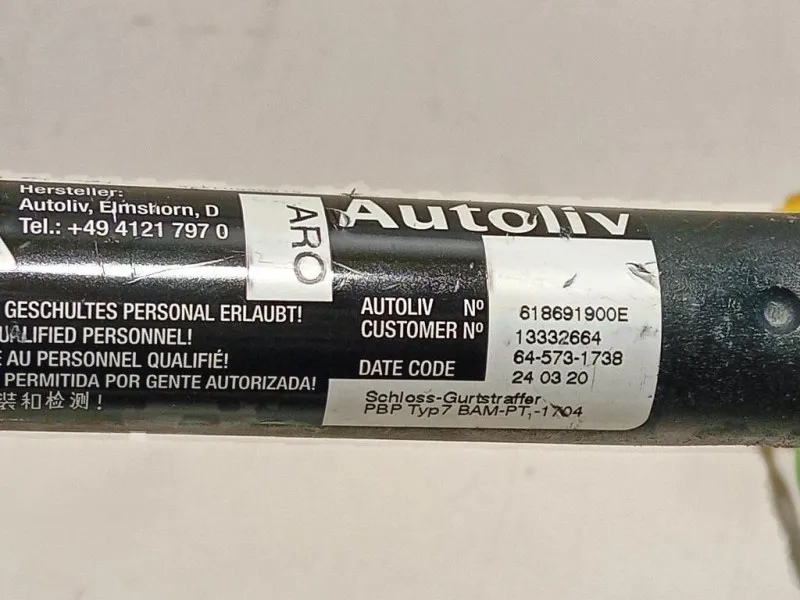 Hersteller:
Autoliv, Elmshorn, D
Tel.: +49 4121 797 0
ARO
Autoliv
GESCHULTES PERSONAL ERLAUBT!
UALIFIED PERSONNEL!
E AU PERSONNEL QUALIFIÉ!
PERMITIDA POR GENTE AUTORIZADA!
装和检测!
AUTOLIV Nº 618691900E
CUSTOMER Nº 13332664
64-573-1738
DATE CODE 24 03 20
Schloss-Gurtstraffer
PBP Typ7 BAM-PT,-1704